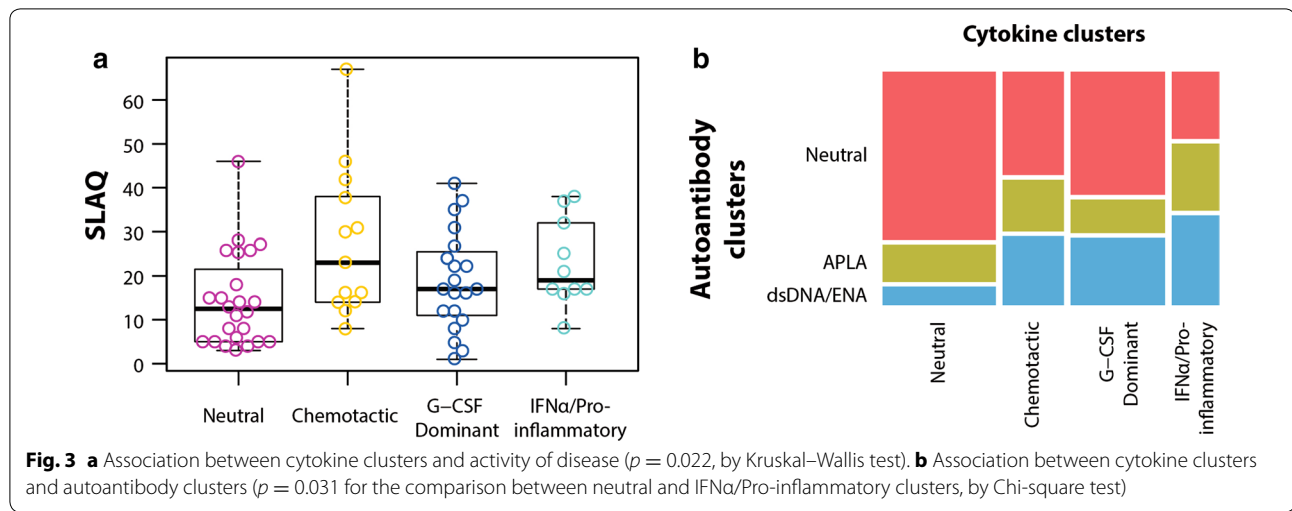 a
SLAQ
60
50
40
30
20
10
0
Neutral
Chemotactic
G–CSF
Dominant
IFNα/Pro-
inflammatory
b
Cytokine clusters
Autoantibody
clusters
Neutral
APLA
dsDNA/ENA
Neutral
Chemotactic
G–CSF
Dominant
IFNα/Pro-
inflammatory
Fig. 3 a Association between cytokine clusters and activity of disease (p = 0.022, by Kruskal–Wallis test). b Association between cytokine clusters
and autoantibody clusters (p = 0.031 for the comparison between neutral and IFNα/Pro-inflammatory clusters, by Chi-square test)